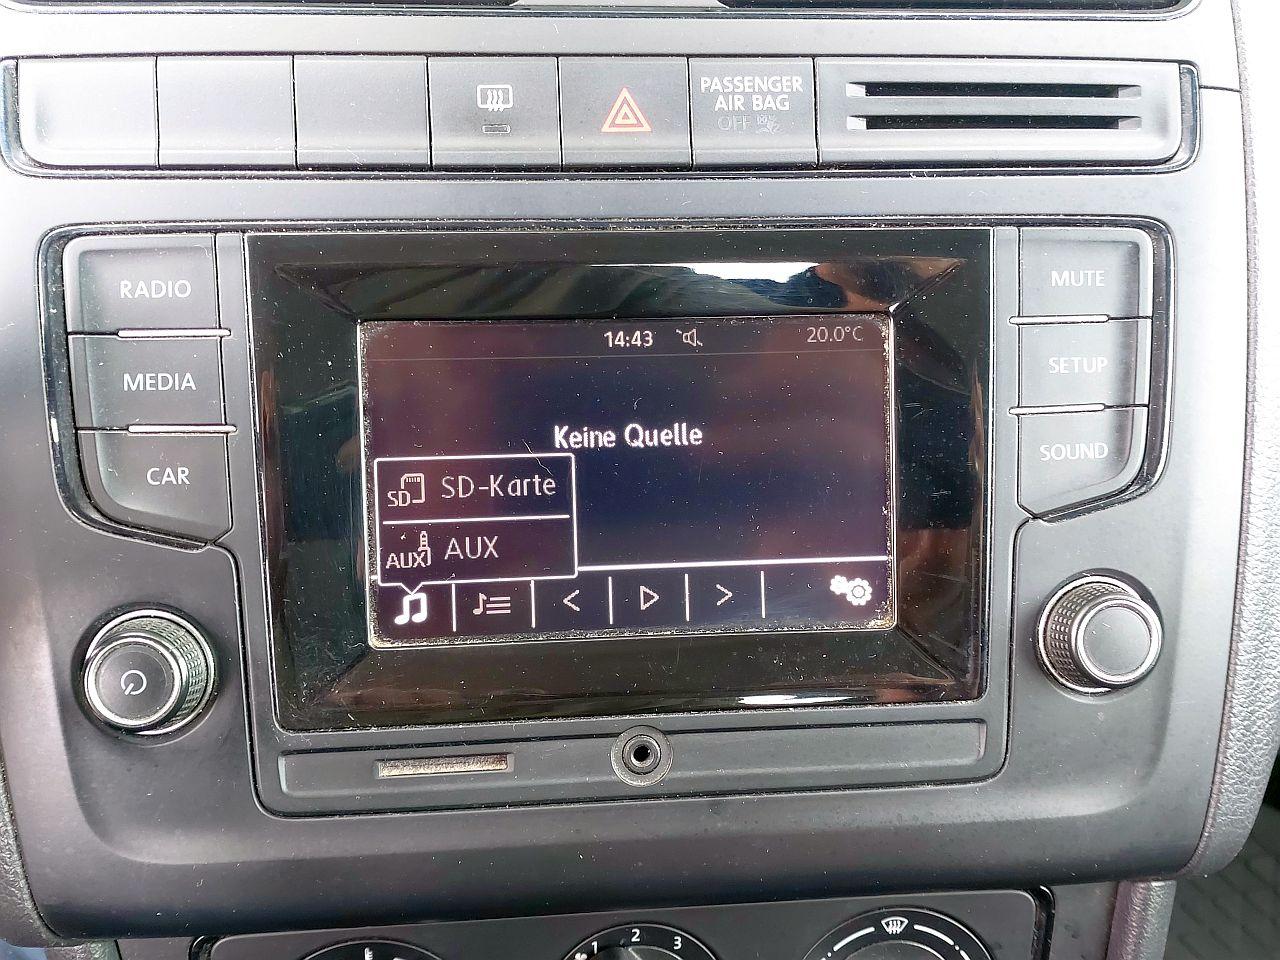 PASSENGER
AIR BAG
OFF
RADIO
MEDIA
CAR
MUTE
SETUP
SOUND
14:43
20.0°C
Keine Quelle
SD SD-Karte
AUX AUX
1 2 3